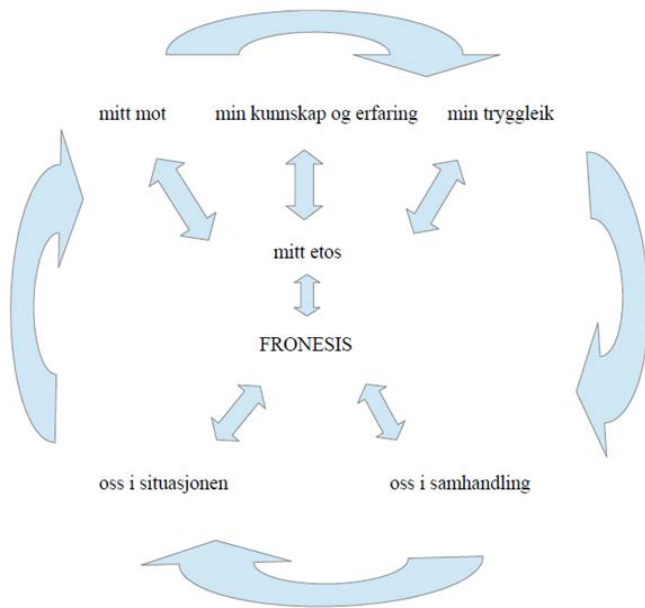 mitt mot min kunnskap og erfaring min tryggleik
mitt etos
FRONESIS
oss i situasjonen oss i samhandling